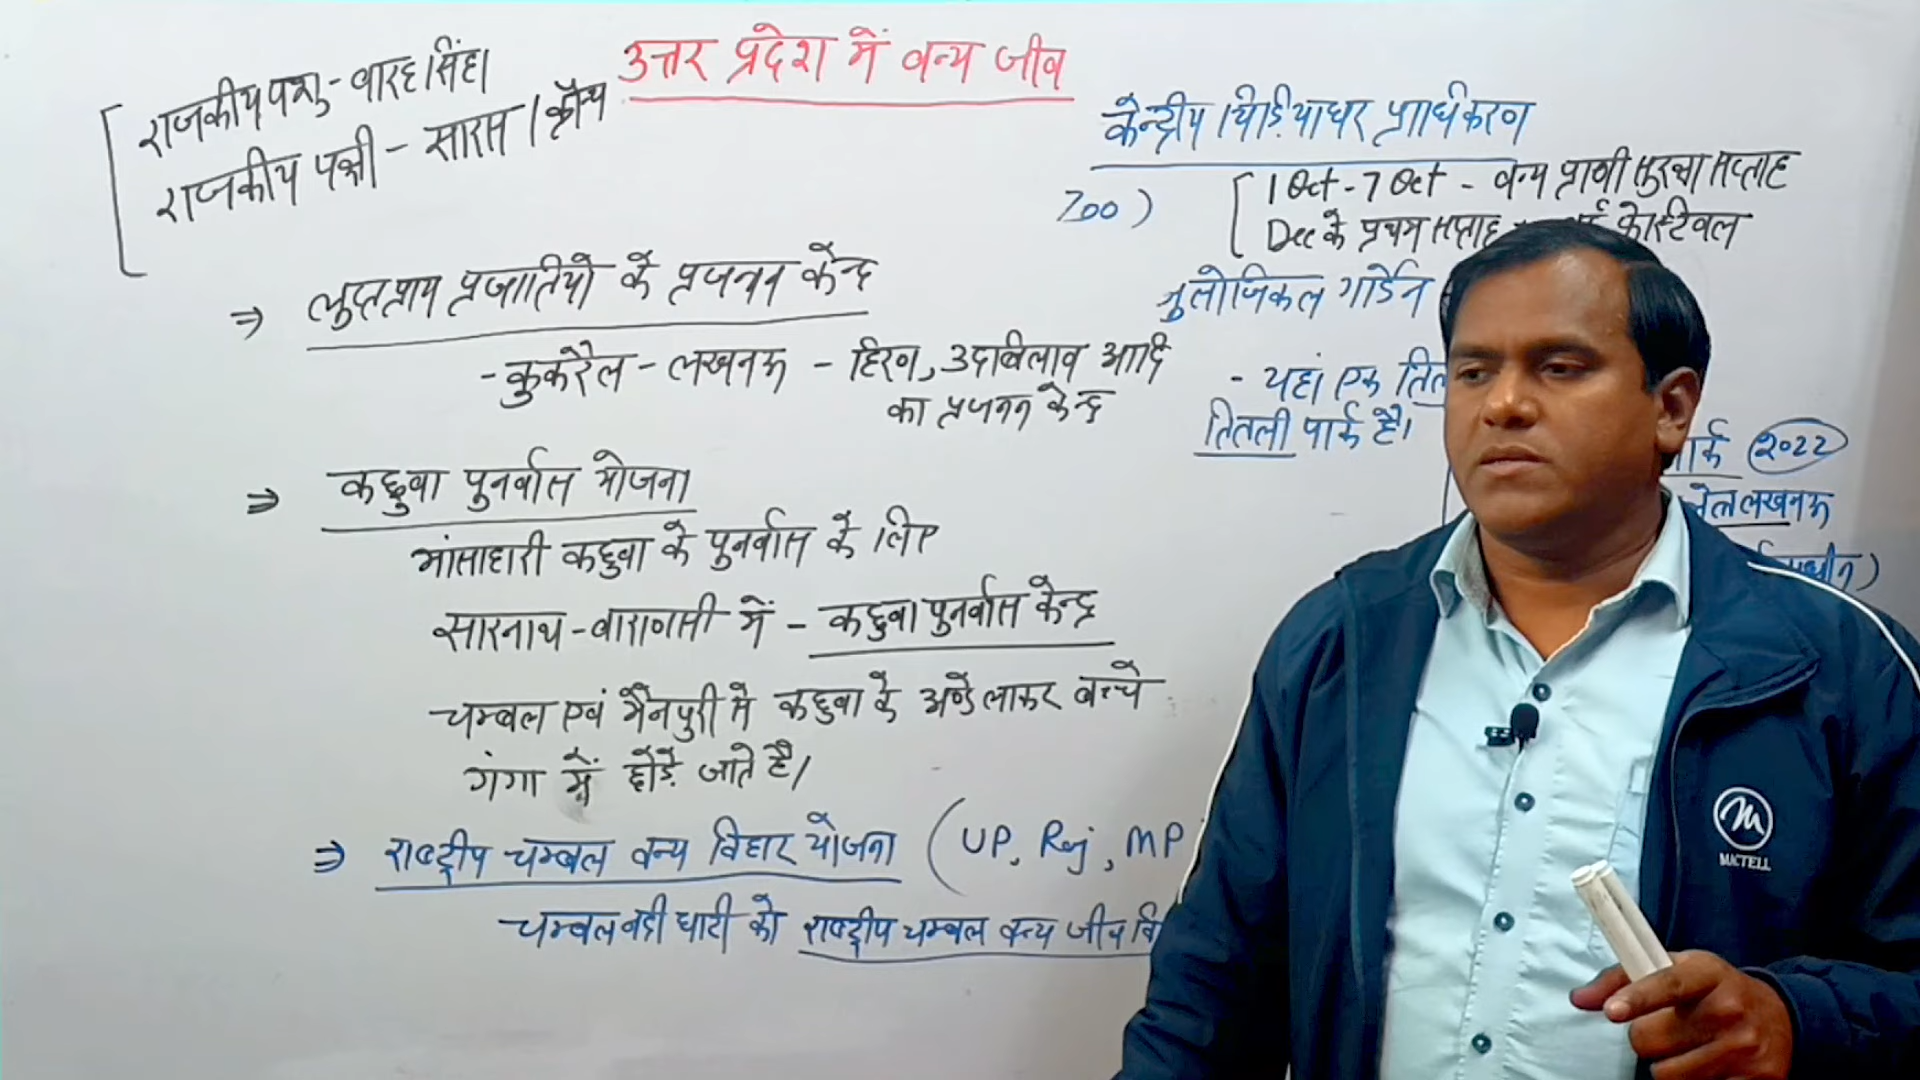 उत्तर प्रदेश में वन्य जीव
राजकीय पशु - बारह सिंहा
राजकीय पक्षी - सारस / क्रौन्च
⇒ लुप्तप्राय प्रजातियो के प्रजनन केन्द्र
- कुकरैल - लखनऊ - हिरण, उदबिलाव आदि
का प्रजनन केन्द्र
⇒ कछुवा पुनर्वास योजना
मांसाहारी कछुवा के पुनर्वास के लिए
सारनाथ - वाराणसी में - कछुवा पुनर्वास केन्द्र
चम्बल एवं मैनपुरी से कछुवा के अण्डे लाकर बच्चे
गंगा में छोड़े जाते है।
⇒ राष्ट्रीय चम्बल वन्य विहार योजना (UP, Raj, MP
चम्बल नदी घाटी को राष्ट्रीय चम्बल वन्य जीव वि
केन्द्रीय चिड़ियाघर प्राधिकरण
[ 1 Oct - 7 Oct - वन्य प्राणी सुरक्षा सप्ताह
Zoo)
Dec के प्रथम सप्ताह फेस्टिवल
जुलोजिकल गार्डेन
- यहां एक
तितली पार्क है।
पार्क 2022
लखनऊ
MACTELL